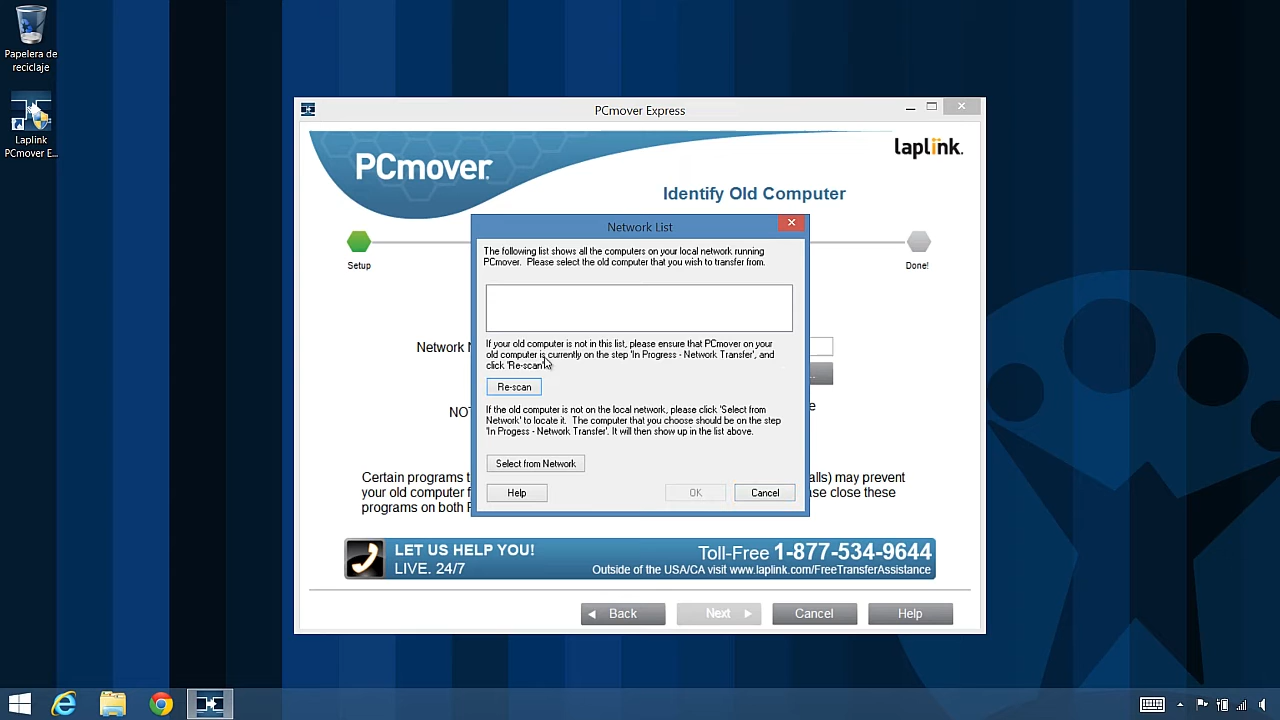 Papelera de
reciclaje
Laplink
PCmover E...
PCmover Express
PCmover.
laplink.
Identify Old Computer
Setup
Done!
Network List
The following list shows all the computers on your local network running
PCmover. Please select the old computer that you wish to transfer from.
If your old computer is not in this list, please ensure that PCmover on your
old computer is currently on the step 'In Progress - Network Transfer', and
click 'Re-scan'.
Re-scan
If the old computer is not on the local network, please click 'Select from
Network' to locate it. The computer that you choose should be on the step
'In Progess - Network Transfer'. It will then show up in the list above.
Select from Network
Help
OK
Cancel
Network
Certain programs
alls) may prevent
your old computer
ase close these
programs on both
LET US HELP YOU!
LIVE. 24/7
Toll-Free 1-877-534-9644
Outside of the USA/CA visit www.laplink.com/FreeTransferAssistance
Back
Next
Cancel
Help